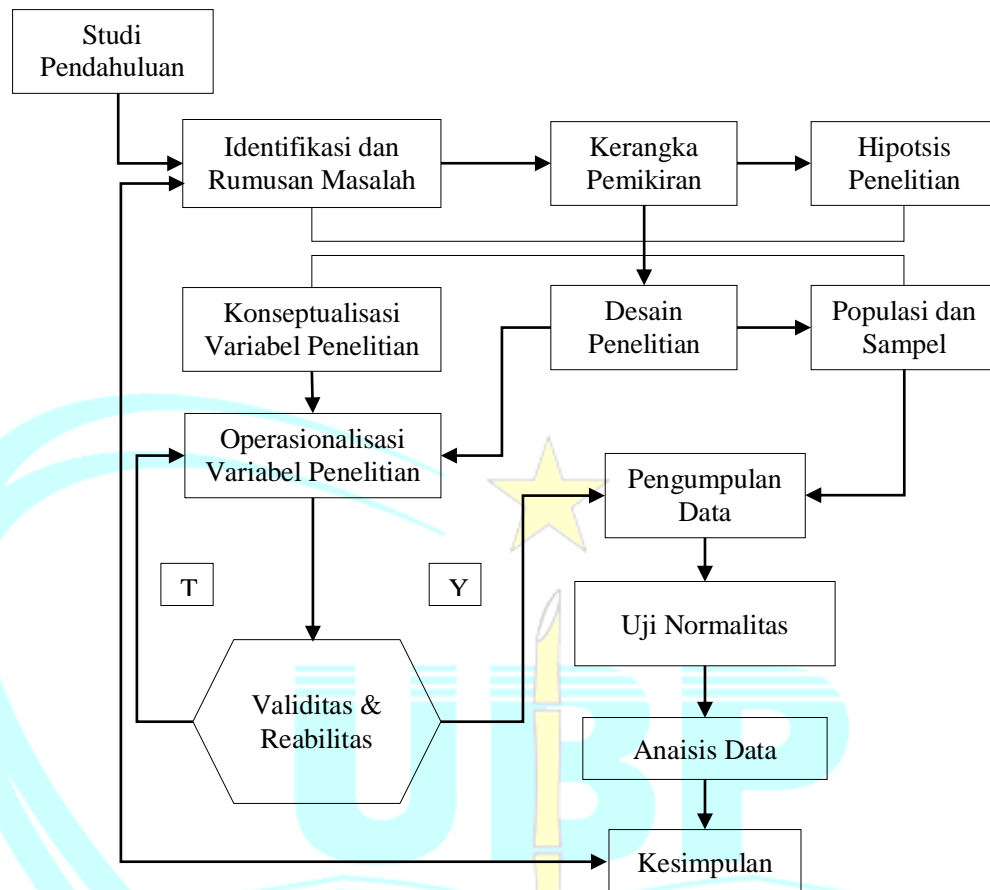 Studi
Pendahuluan
Identifikasi dan
Rumusan Masalah
Kerangka
Pemikiran
Hipotsis
Penelitian
Konseptualisasi
Variabel Penelitian
Desain
Penelitian
Populasi dan
Sampel
Operasionalisasi
Variabel Penelitian
Pengumpulan
Data
T
Y
Uji Normalitas
Validitas &
Reabilitas
Anaisis Data
Kesimpulan
UBP